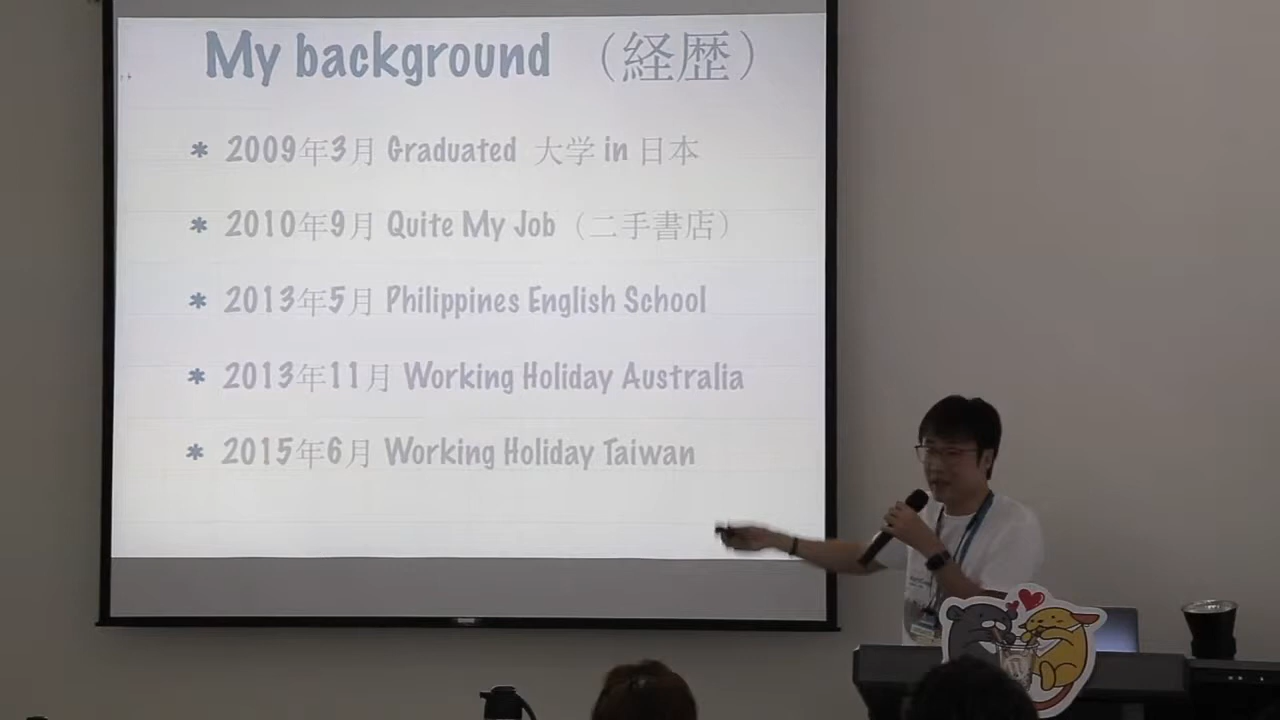 My background （経歴）
* 2009年3月 Graduated 大学 in 日本
* 2010年9月 Quite My Job（二手書店）
* 2013年5月 Philippines English School
* 2013年11月 Working Holiday Australia
* 2015年6月 Working Holiday Taiwan